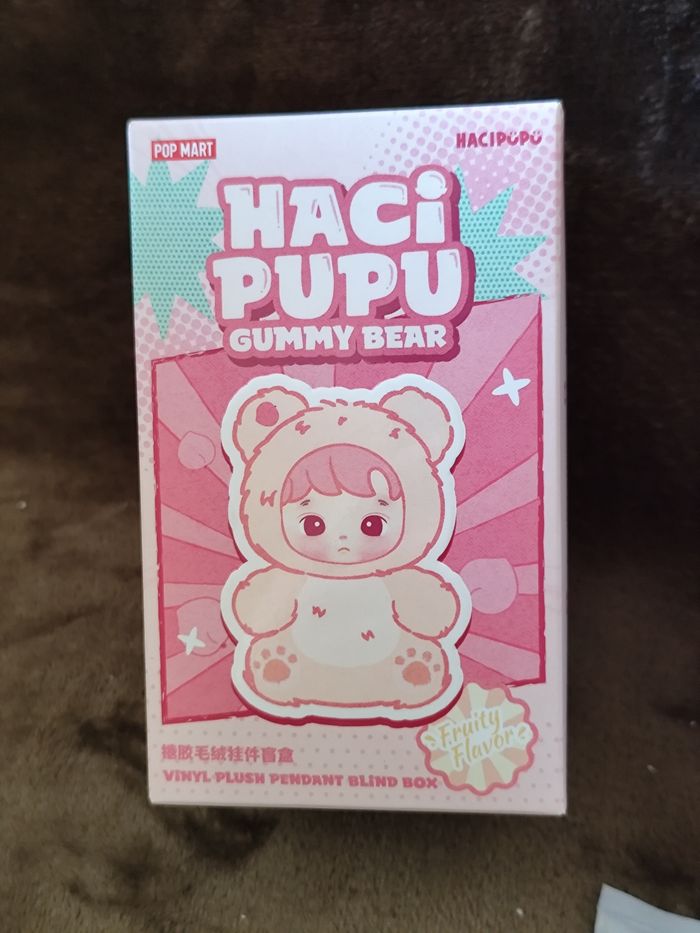 POP MART
HACIPUPU
HACi
PUPU
GUMMY BEAR
Fruity
Flavor
搪胶毛绒挂件盲盒
ViNYL PLUSH PENDANT BLiND BOX